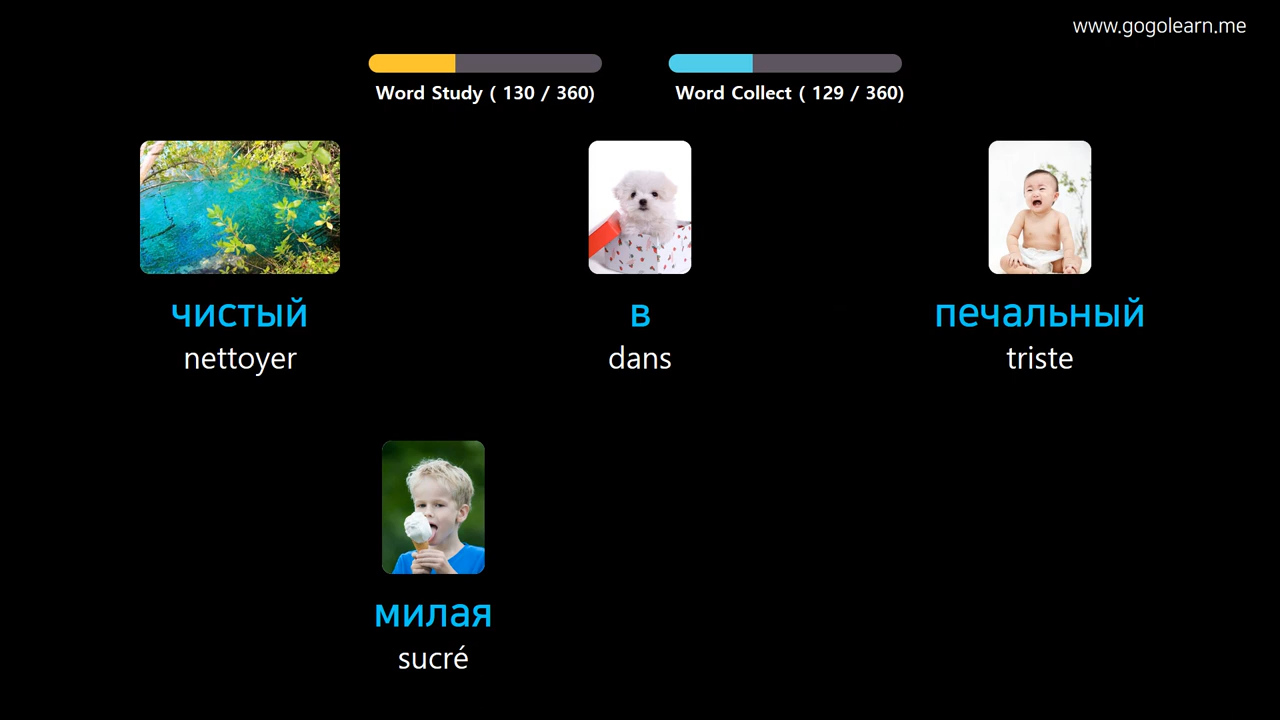 www.gogolearn.me
Word Study ( 130 / 360)
Word Collect ( 129 / 360)
чистый
nettoyer
в
dans
печальный
triste
милая
sucré